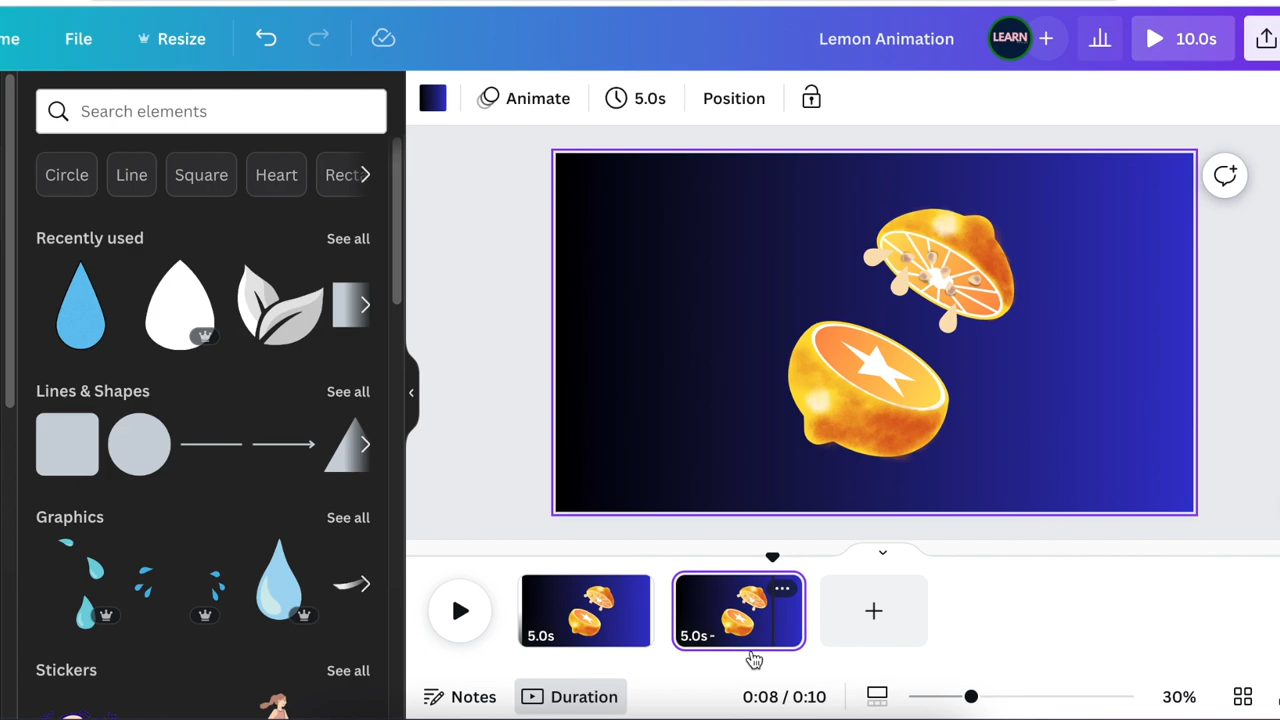 me File Resize Lemon Animation LEARN + 10.0s
Search elements Animate 5.0s Position
Circle Line Square Heart Rect
Recently used See all
Lines & Shapes See all
Graphics See all
5.0s 5.0s -
Stickers See all
Notes Duration 0:08 / 0:10 30%